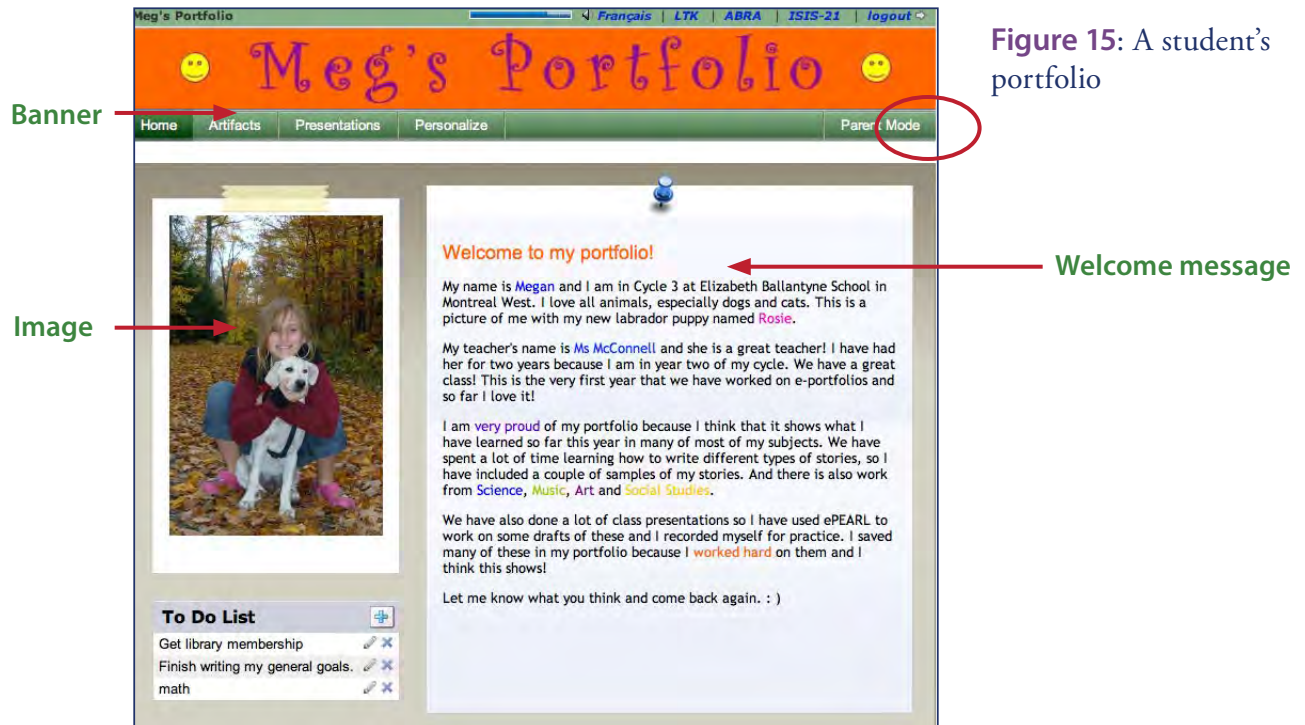 Meg's Portfolio
Français | LTK | ABRA | ISIS-21 | logout
Meg's Portfolio
Figure 15: A student's
portfolio
Banner
Home Artifacts Presentations Personalize Parent Mode
Image
Welcome to my portfolio!
My name is Megan and I am in Cycle 3 at Elizabeth Ballantyne School in
Montreal West. I love all animals, especially dogs and cats. This is a
picture of me with my new labrador puppy named Rosie.
My teacher's name is Ms McConnell and she is a great teacher! I have had
her for two years because I am in year two of my cycle. We have a great
class! This is the very first year that we have worked on e-portfolios and
so far I love it!
I am very proud of my portfolio because I think that it shows what I
have learned so far this year in many of most of my subjects. We have
spent a lot of time learning how to write different types of stories, so I
have included a couple of samples of my stories. And there is also work
from Science, Music, Art and Social Studies.
We have also done a lot of class presentations so I have used ePEARL to
work on some drafts of these and I recorded myself for practice. I saved
many of these in my portfolio because I worked hard on them and I
think this shows!
Let me know what you think and come back again. : )
Welcome message
To Do List
Get library membership
Finish writing my general goals.
math